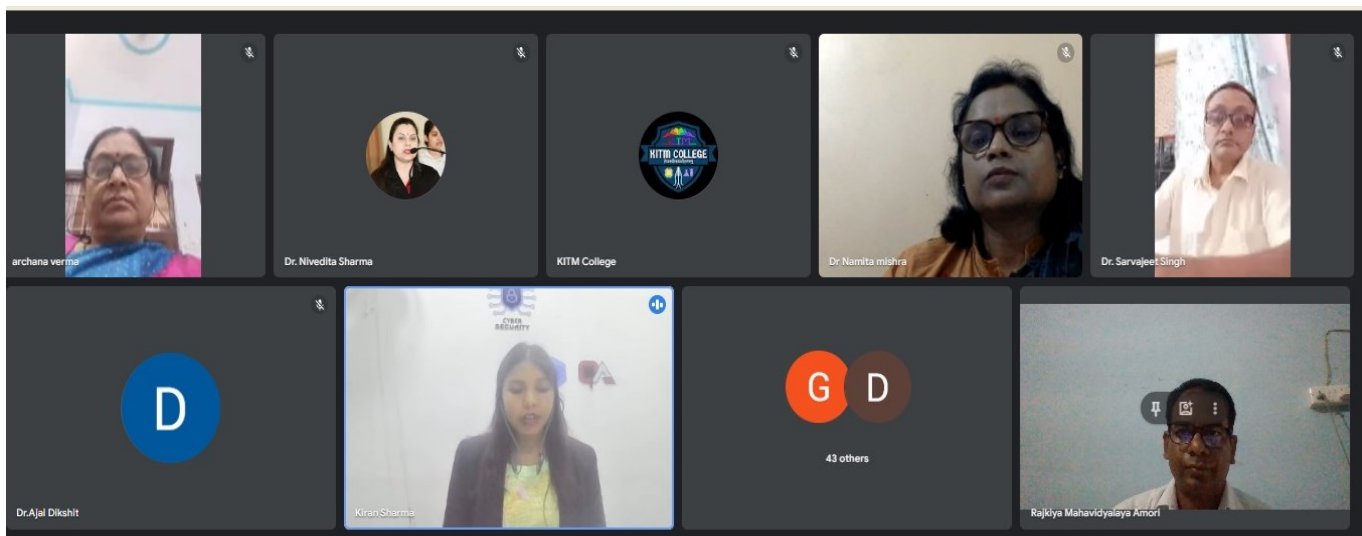 archana verma
Dr. Nivedita Sharma
KITM COLLEGE
KITM College
Dr Namita mishra
Dr. Sarvajeet Singh
D
Dr.Ajai Dikshit
CYBER
SECURITY
Kiran Sharma
G
D
43 others
Rajkiya Mahavidyalaya Amori